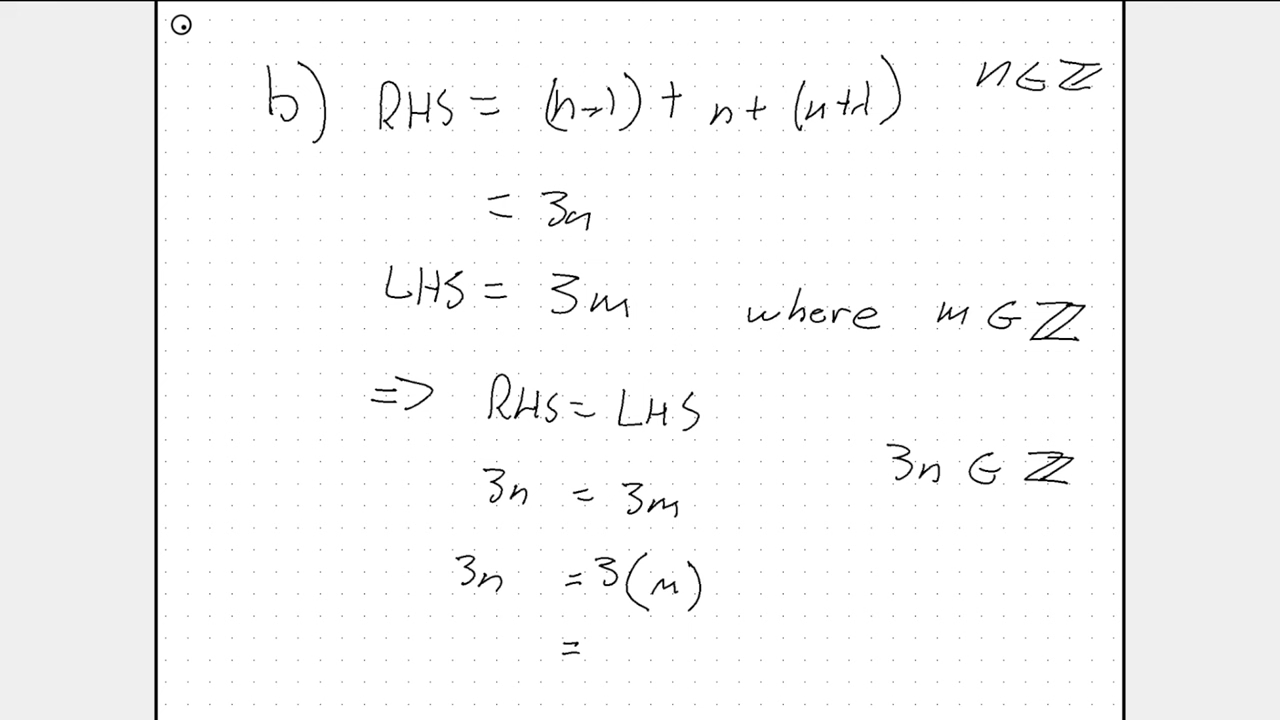 b) RHS = (n-1) + n + (n+1) n ∈ ℤ
= 3n
LHS = 3m where m ∈ ℤ
=> RHS = LHS
3n = 3m 3n ∈ ℤ
3n = 3(m)
=